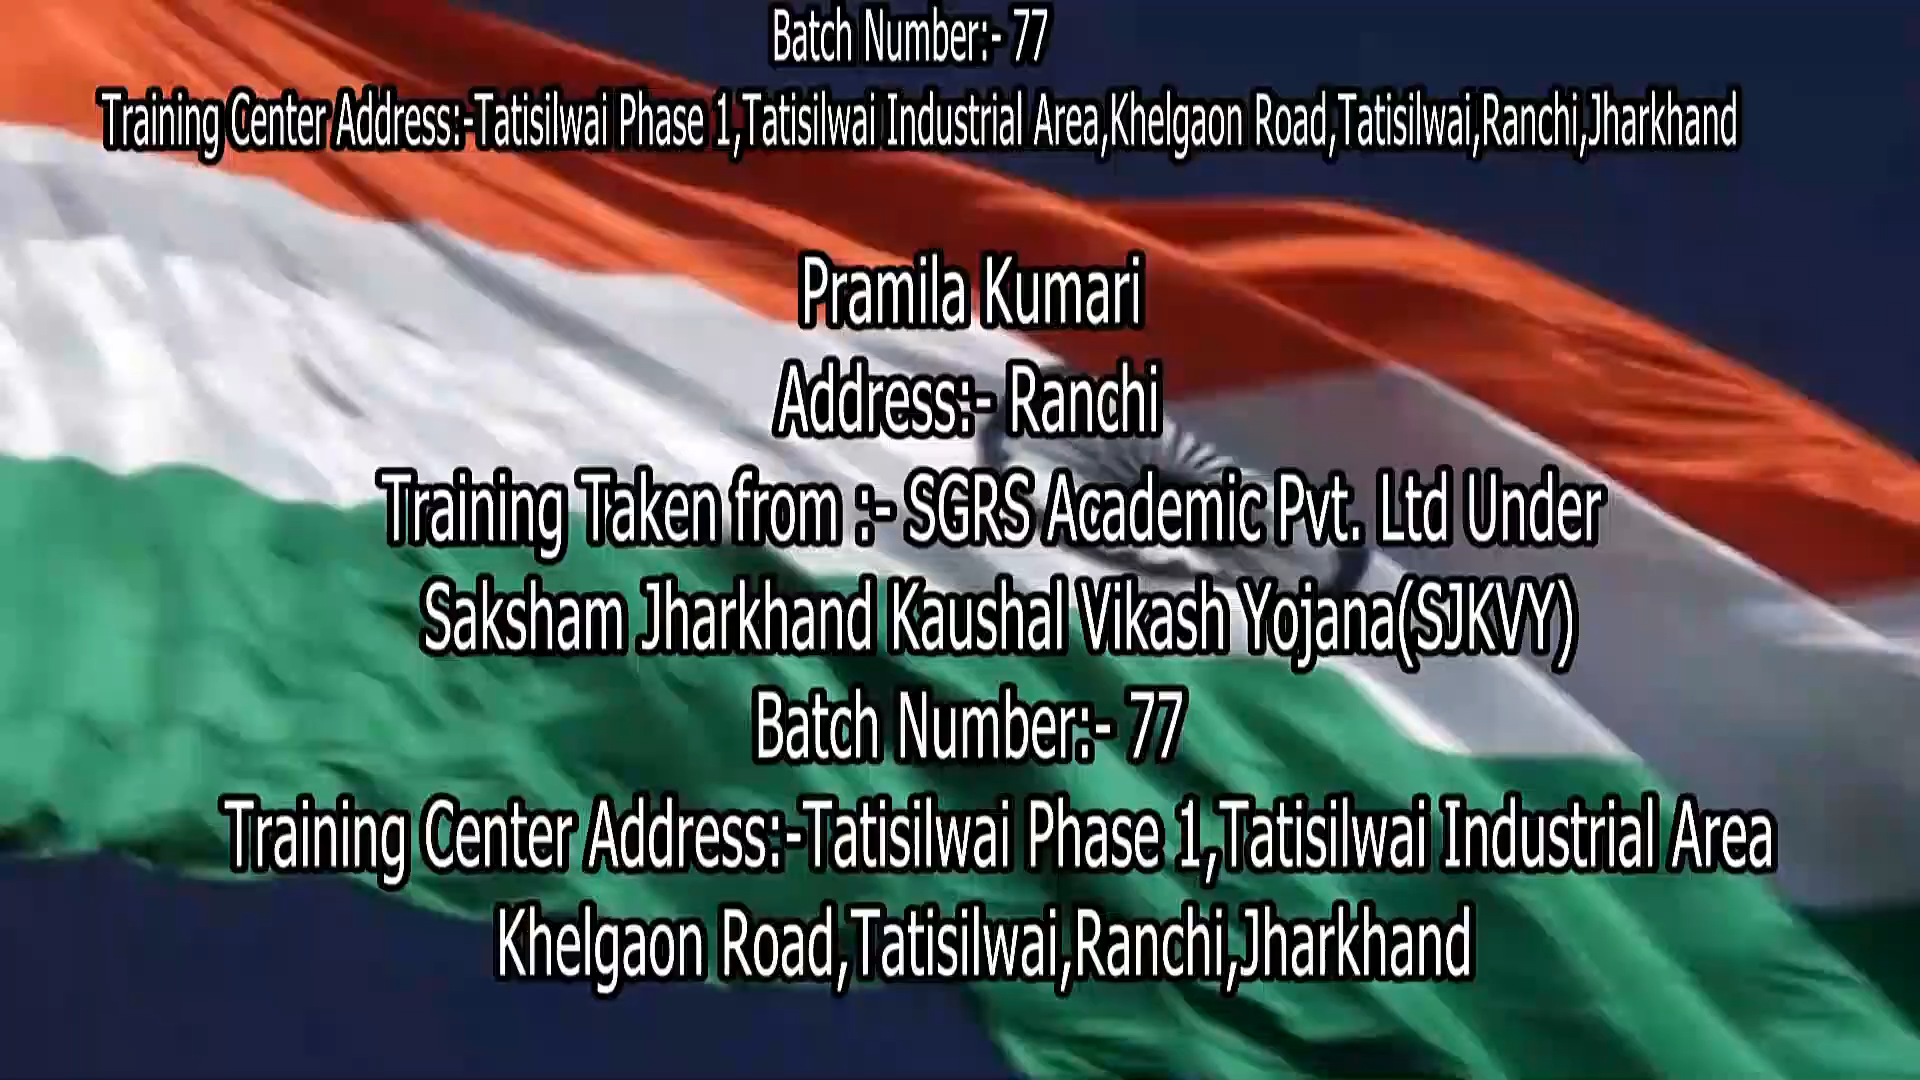 Batch Number:- 77
Training Center Address:-Tatisilwai Phase 1,Tatisilwai Industrial Area,Khelgaon Road,Tatisilwai,Ranchi,Jharkhand
Pramila Kumari
Address:- Ranchi
Training Taken from :- SGRS Academic Pvt. Ltd Under
Saksham Jharkhand Kaushal Vikash Yojana(SJKVY)
Batch Number:- 77
Training Center Address:-Tatisilwai Phase 1,Tatisilwai Industrial Area
Khelgaon Road,Tatisilwai,Ranchi,Jharkhand